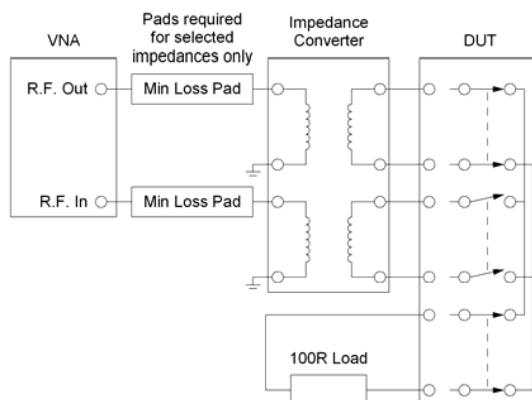 VNA
R.F. Out
R.F. In
Pads required
for selected
impedances only
Min Loss Pad
Min Loss Pad
Impedance
Converter
DUT
100R Load